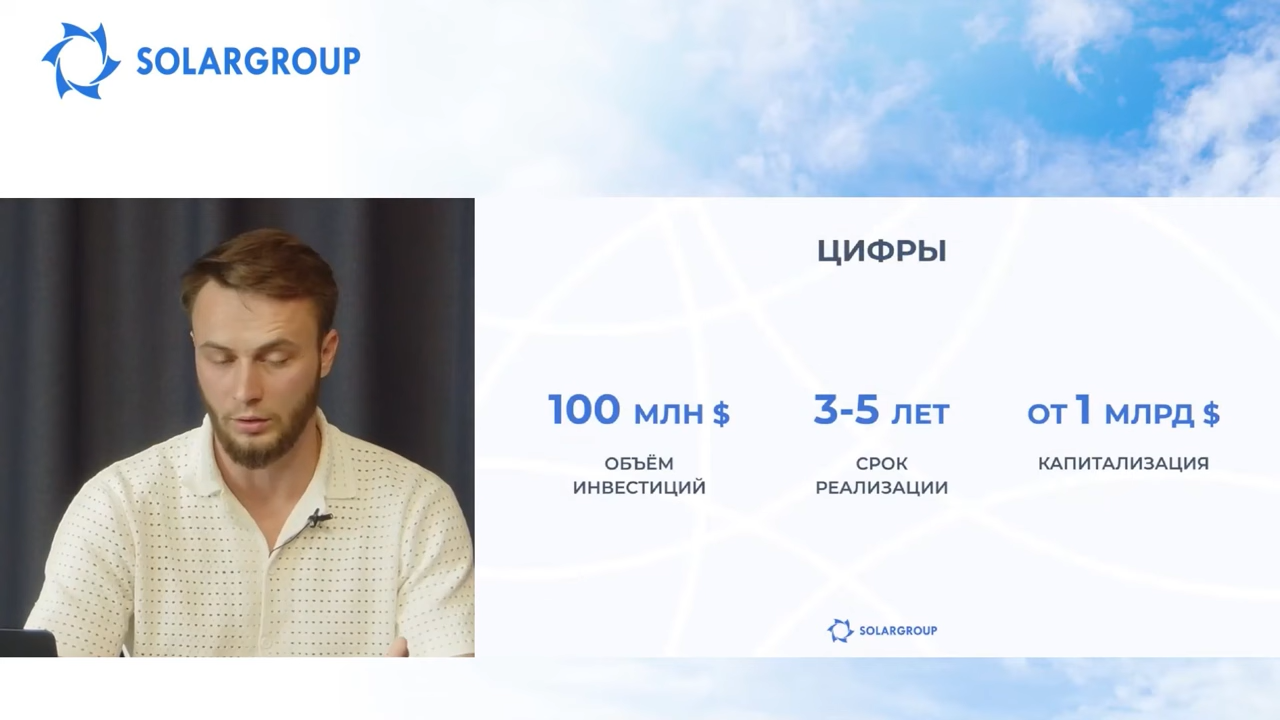 SOLARGROUP
ЦИФРЫ
100 МЛН $
ОБЪЁМ
ИНВЕСТИЦИЙ
3-5 ЛЕТ
СРОК
РЕАЛИЗАЦИИ
ОТ 1 МЛРД $
КАПИТАЛИЗАЦИЯ
SOLARGROUP